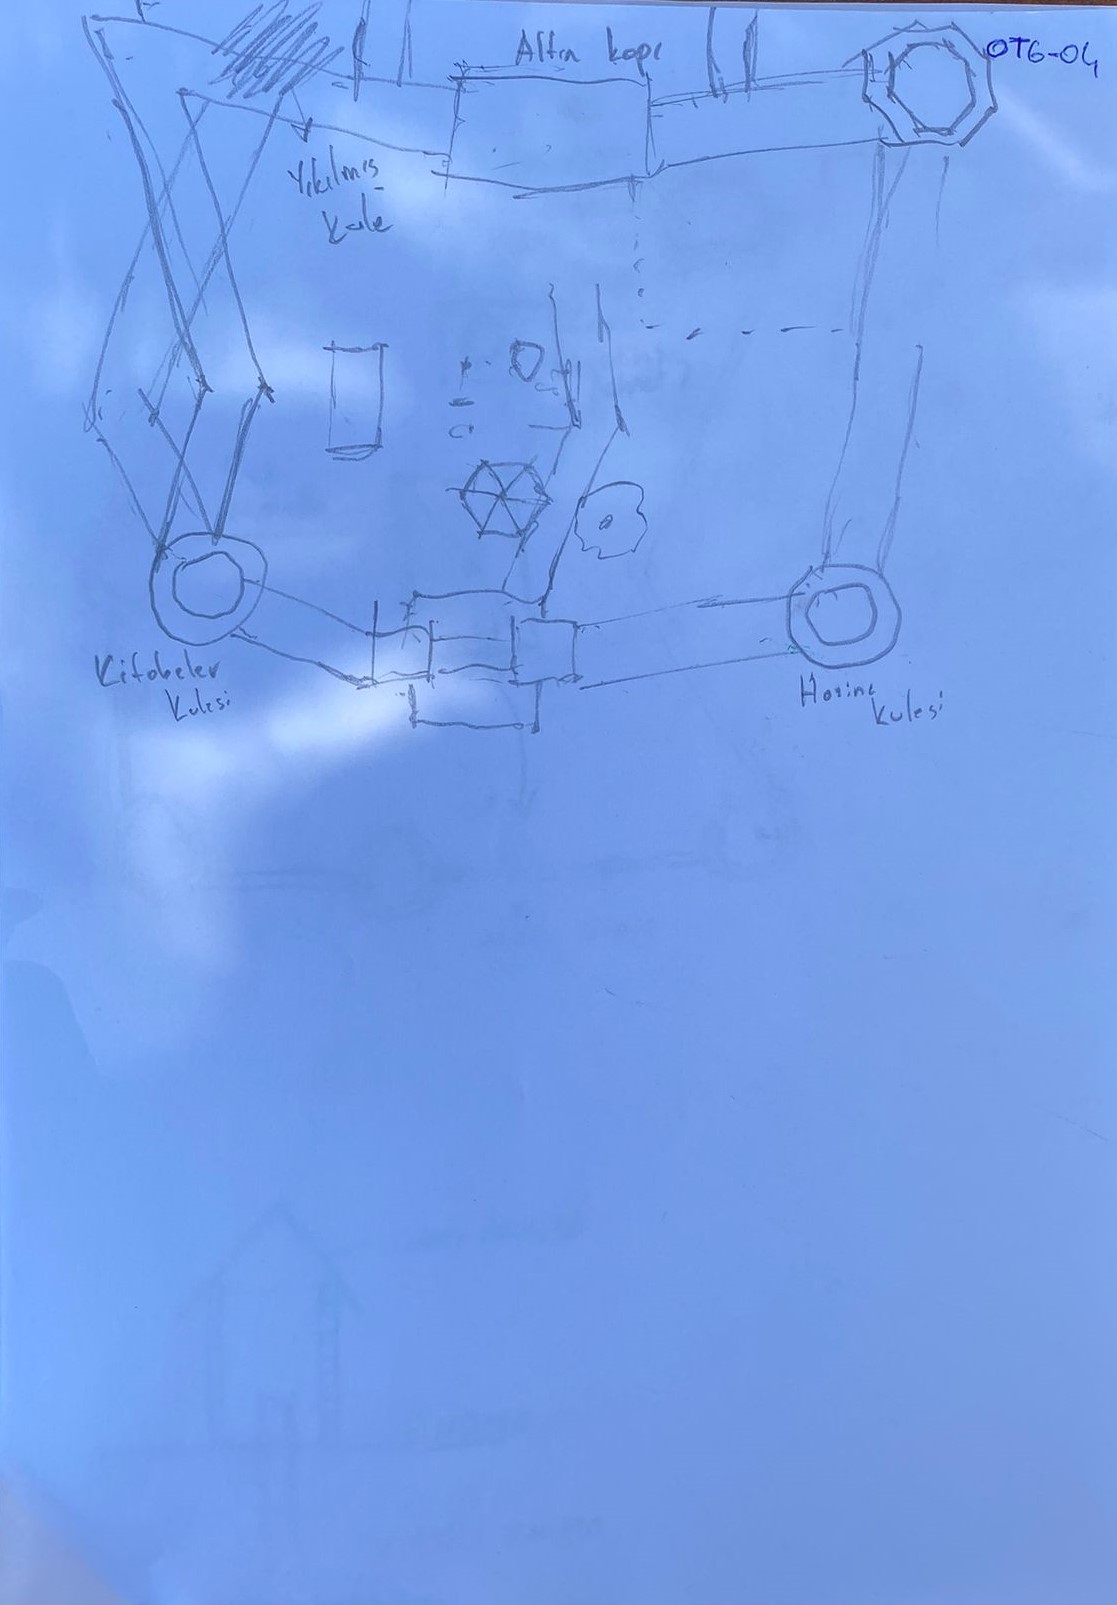 Altın kapı
OTG-04
Yıkılmış
kule
Kitabeler
Kulesi
Hazine
Kulesi